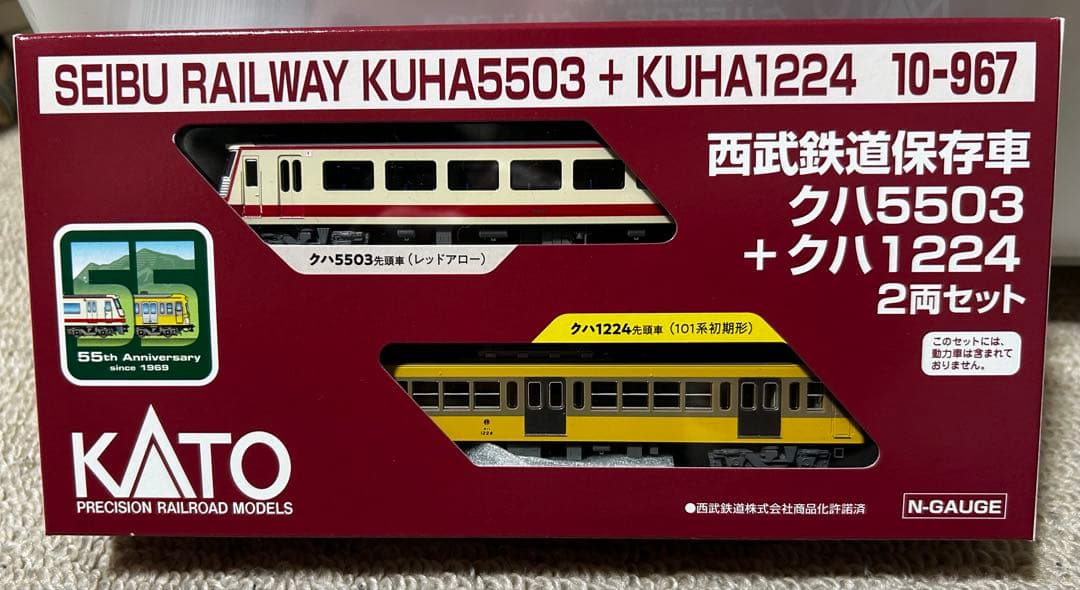 SEIBU RAILWAY KUHA5503 + KUHA1224 10-967
西武鉄道保存車
クハ5503
+クハ1224
2両セット
クハ5503先頭車(レッドアロー)
クハ1224先頭車(101系初期形)
このセットには、
動力車は含まれて
おりません。
55
55th Anniversary
since 1969
KATO
PRECISION RAILROAD MODELS
1224
●西武鉄道株式会社商品化許諾済
N-GAUGE